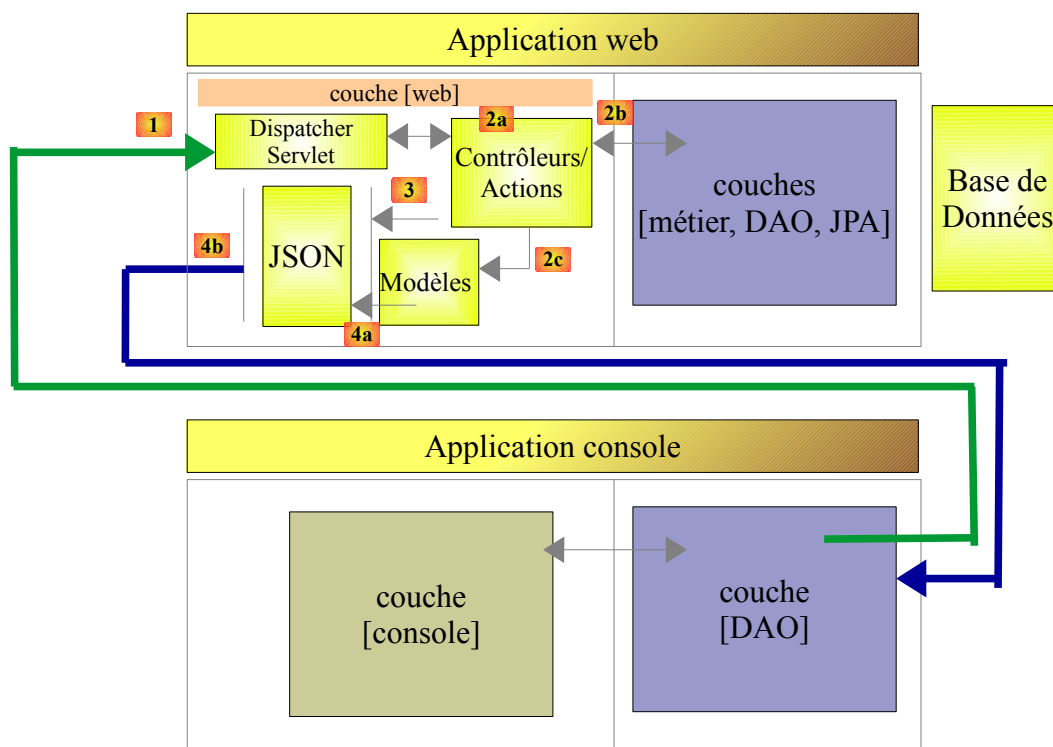 Application web
couche [web]
1
Dispatcher
Servlet
2a
2b
Contrôleurs/
Actions
couches
[métier, DAO, JPA]
Base de
Données
3
4b
JSON
2c
Modèles
4a
Application console
couche
[console]
couche
[DAO]